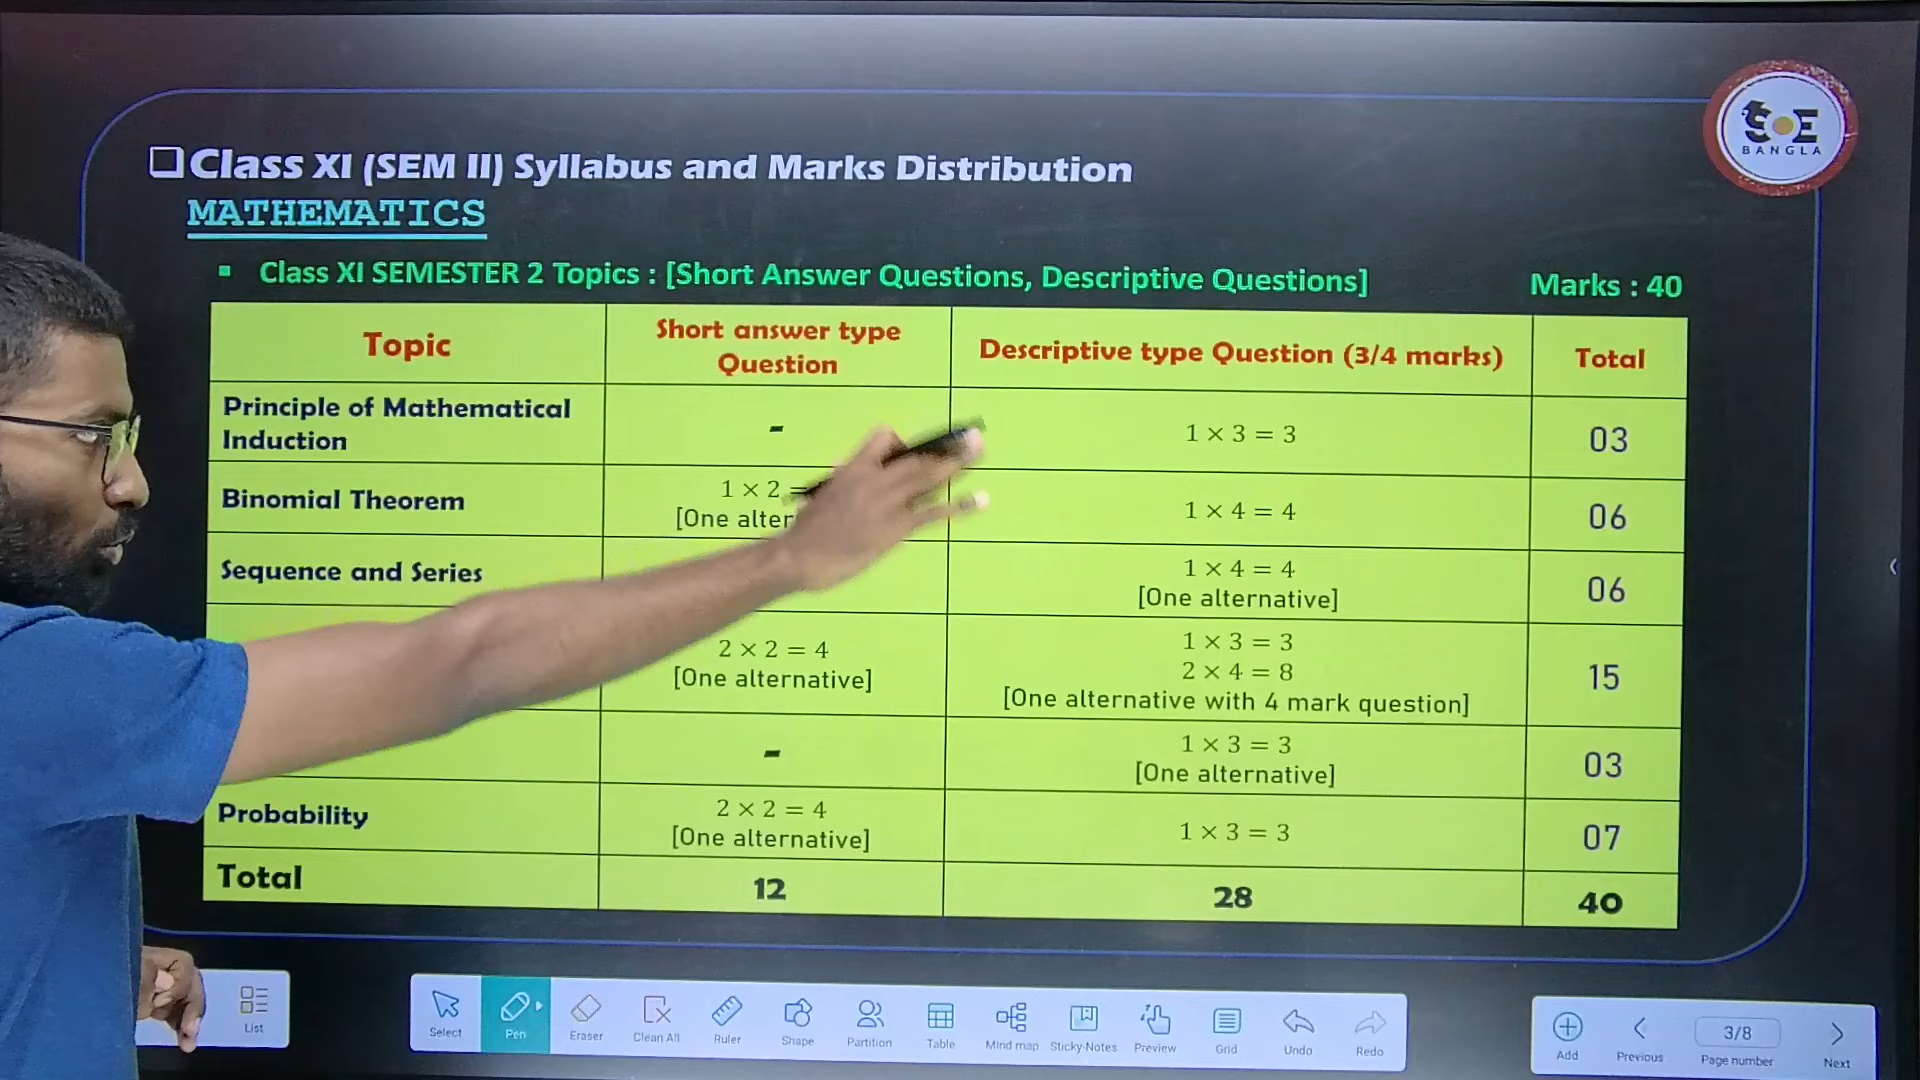 SOE
BANGLA
❑Class XI (SEM II) Syllabus and Marks Distribution
MATHEMATICS
▪ Class XI SEMESTER 2 Topics : [Short Answer Questions, Descriptive Questions] Marks : 40
Topic
Short answer type
Question
Descriptive type Question (3/4 marks)
Total
Principle of Mathematical
Induction
-
1 × 3 = 3
03
Binomial Theorem
1 × 2 =
[One
1 × 4 = 4
06
Sequence and Series
1 × 4 = 4
[One alternative]
06
2 × 2 = 4
[One alternative]
1 × 3 = 3
2 × 4 = 8
[One alternative with 4 mark question]
15
-
1 × 3 = 3
[One alternative]
03
Probability
2 × 2 = 4
[One alternative]
1 × 3 = 3
07
Total
12
28
40
List
Select
Pen
Eraser
Clean All
Ruler
Shape
Partition
Table
Mind map
Sticky Notes
Preview
Grid
Undo
Redo
Add
Previous
3/8
Page number
Next